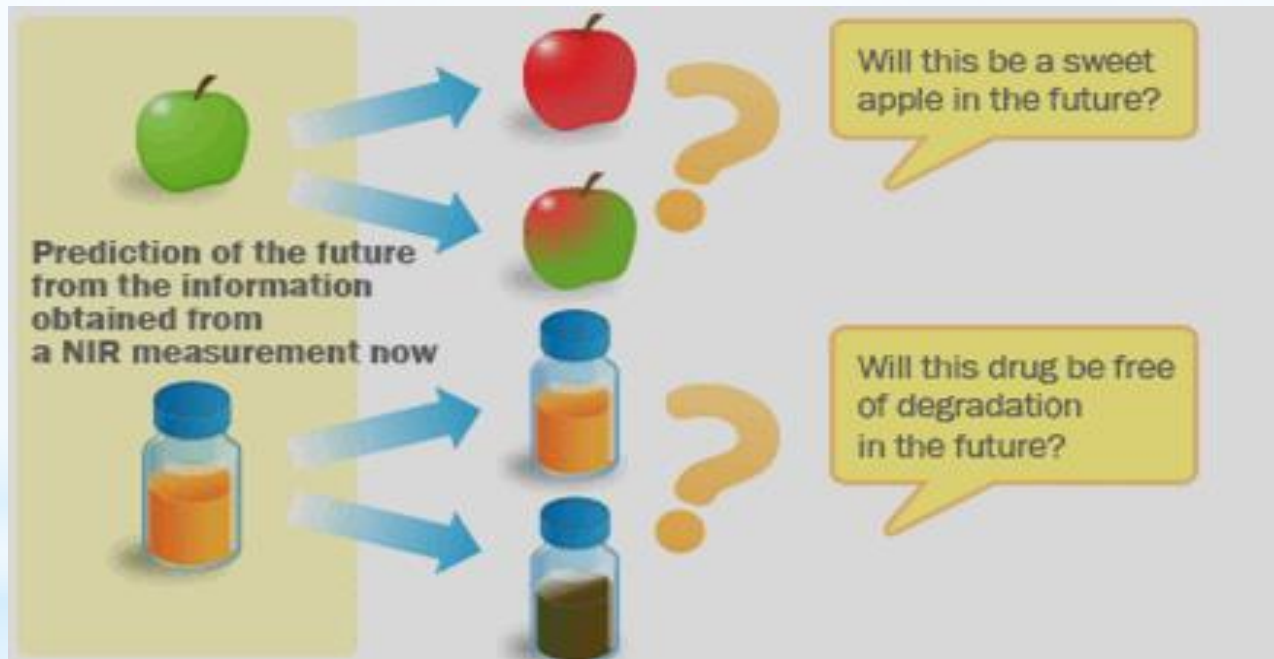 Will this be a sweet
apple in the future?
Prediction of the future
from the information
obtained from
a NIR measurement now
Will this drug be free
of degradation
in the future?